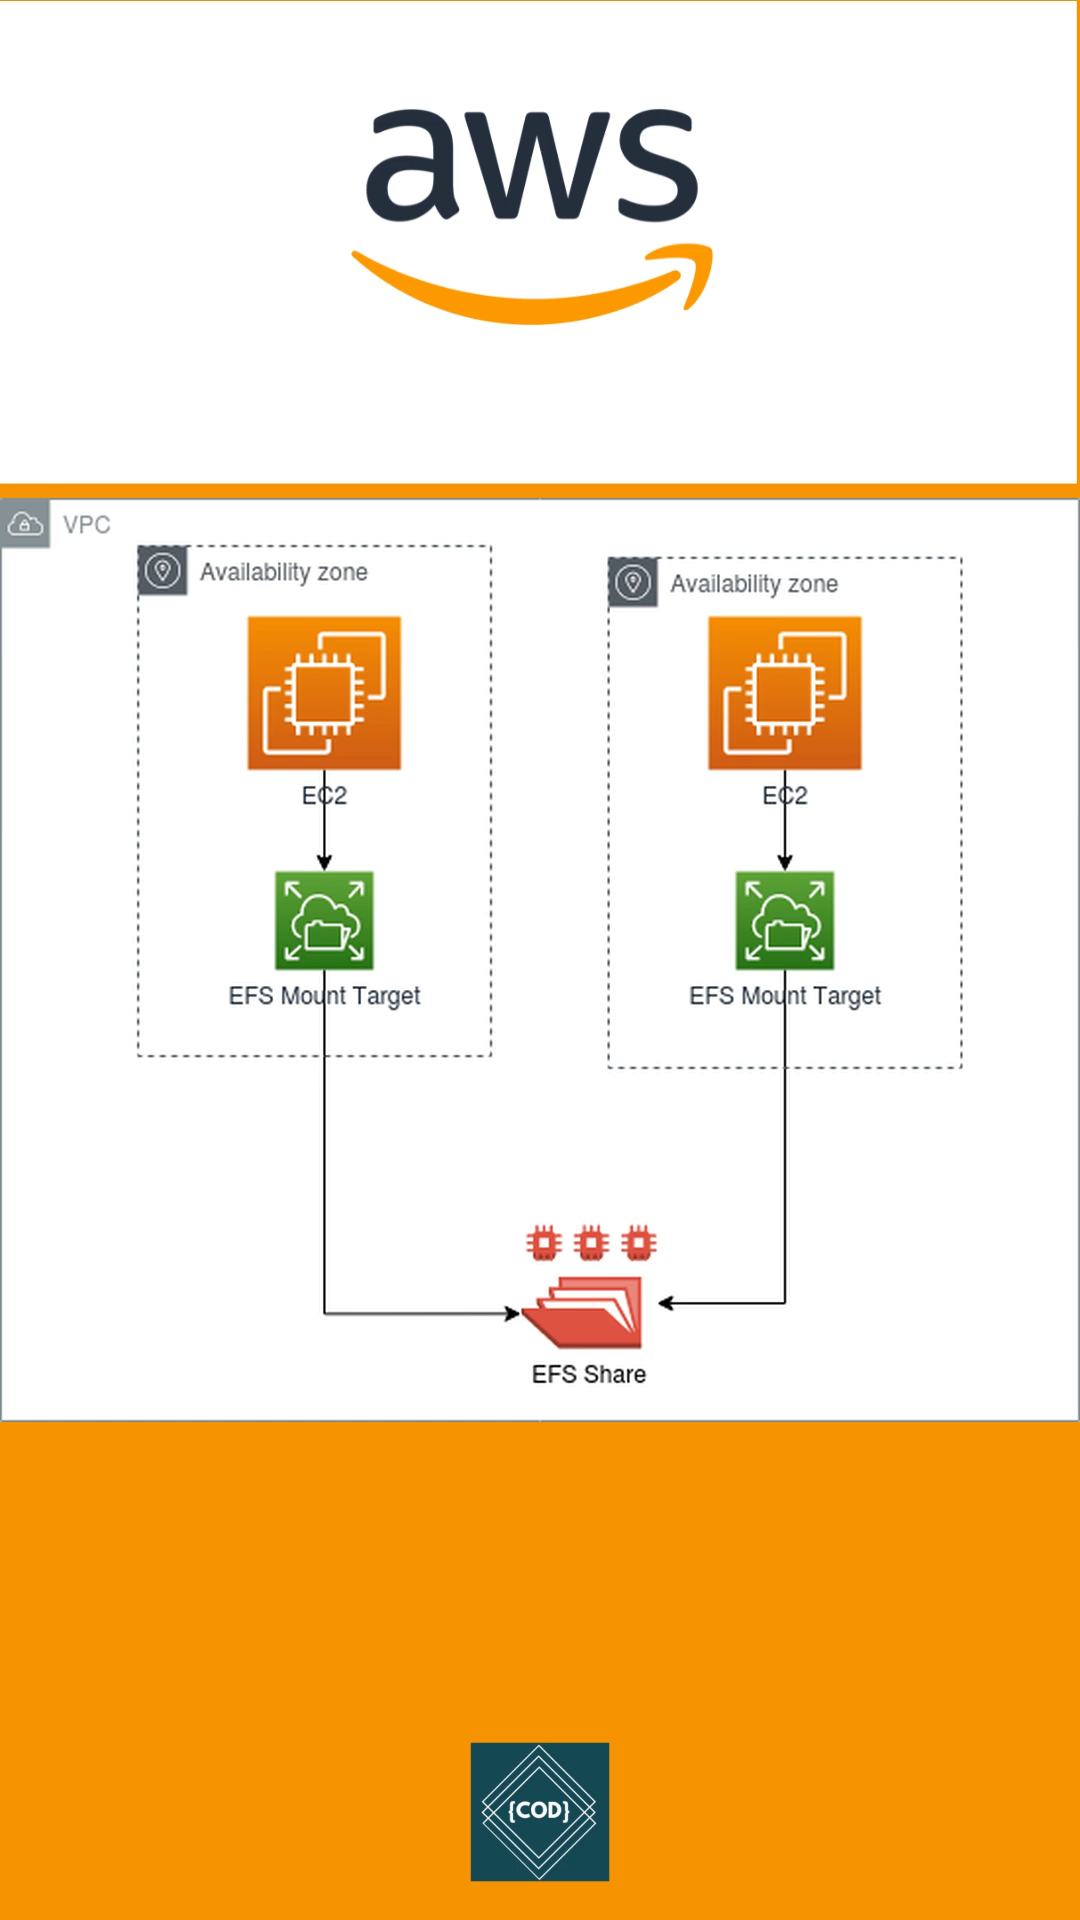 aws
VPC
Availability zone
Availability zone
EC2
EC2
EFS Mount Target
EFS Mount Target
EFS Share
{COD}